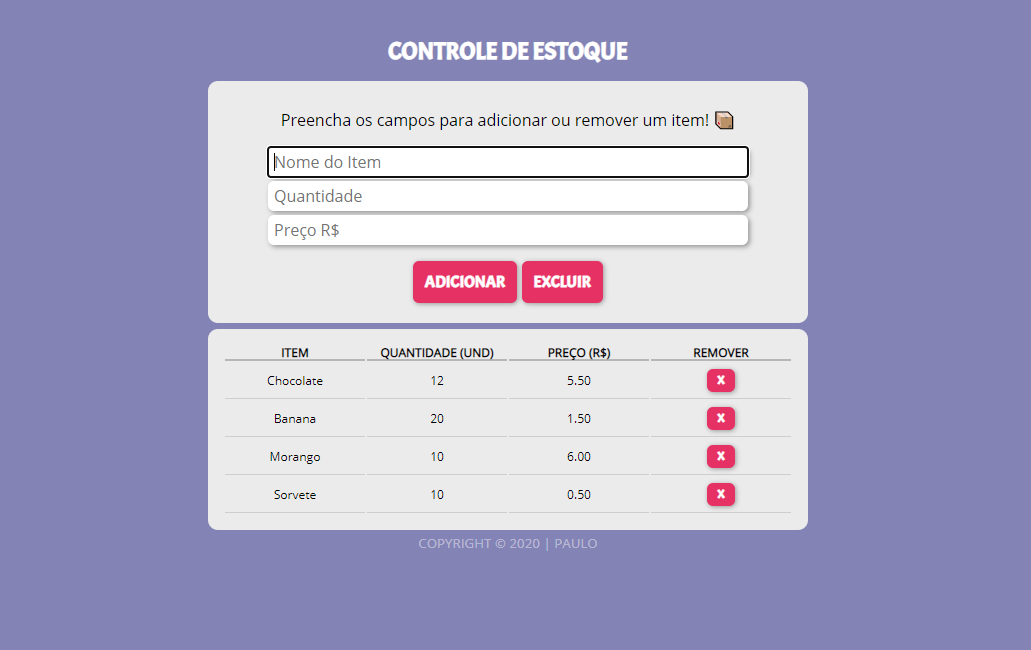 CONTROLE DE ESTOQUE
Preencha os campos para adicionar ou remover um item!
Nome do Item
Quantidade
Preço R$
ADICIONAR EXCLUIR
ITEM QUANTIDADE (UND) PREÇO (R$) REMOVER
Chocolate 12 5.50 X
Banana 20 1.50 X
Morango 10 6.00 X
Sorvete 10 0.50 X
COPYRIGHT © 2020 | PAULO